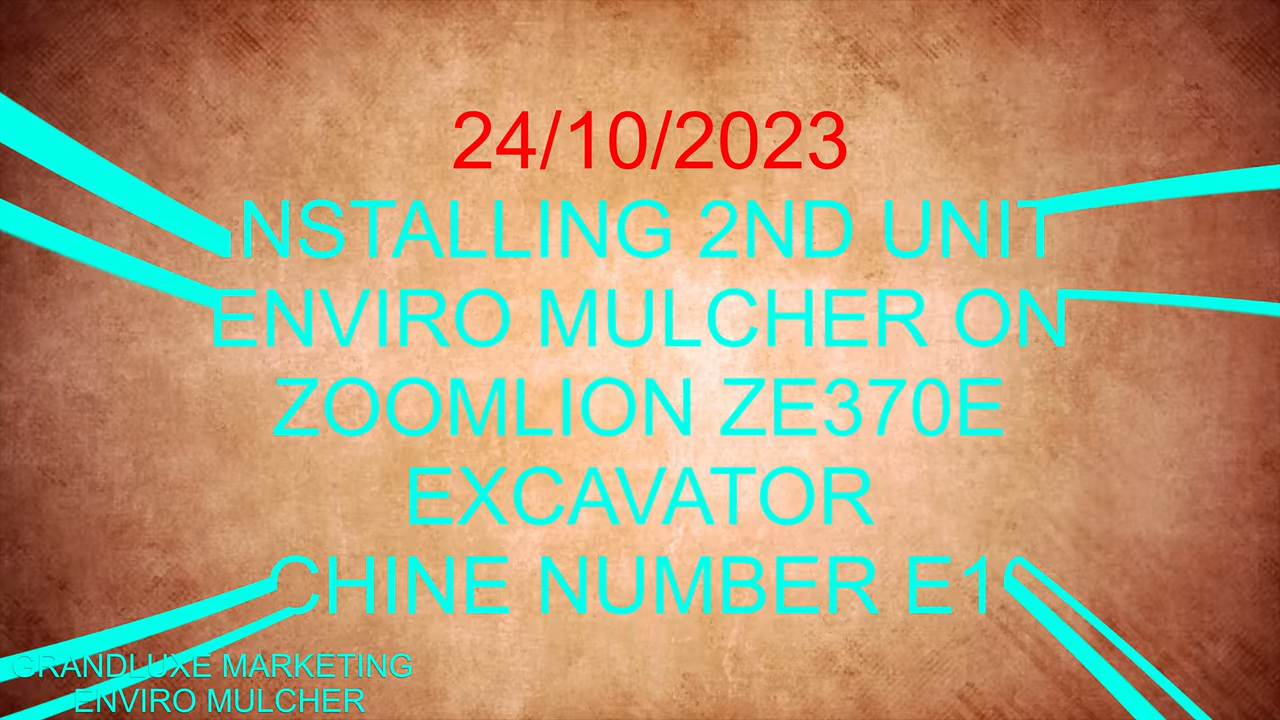 24/10/2023
NSTALLING 2ND UNIT
ENVIRO MULCHER ON
ZOOMLION ZE370E
EXCAVATOR
CHINE NUMBER E1
GRANDLUXE MARKETING
ENVIRO MULCHER